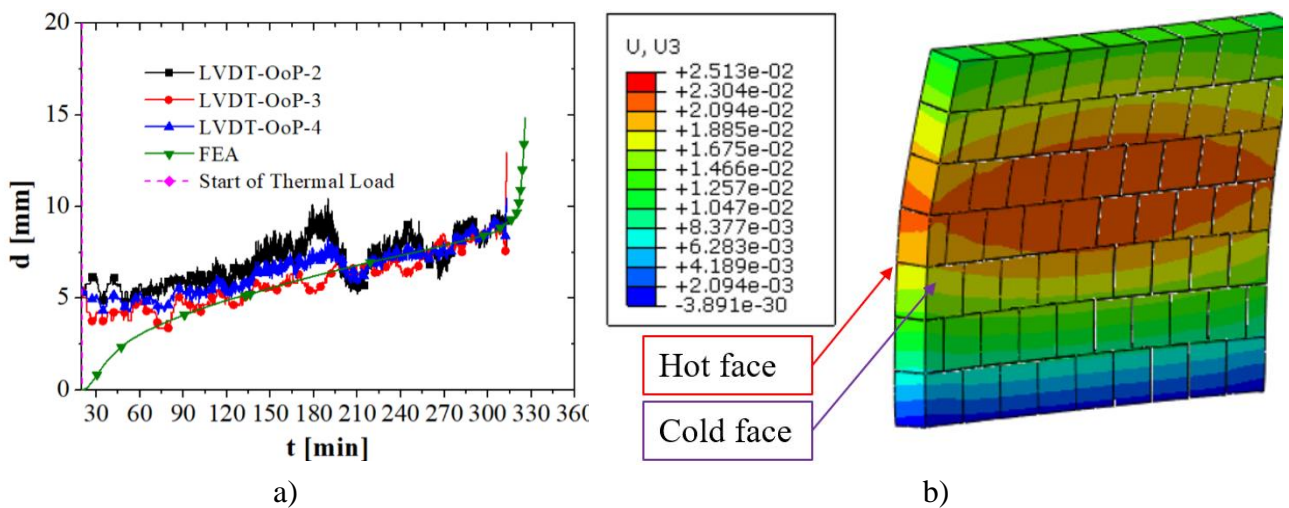 20
15
10
5
0
d [mm]
LVDT-OoP-2
LVDT-OoP-3
LVDT-OoP-4
FEA
Start of Thermal Load
30 60 90 120 150 180 210 240 270 300 330 360
t [min]
a)
U, U3
+2.513e-02
+2.304e-02
+2.094e-02
+1.885e-02
+1.675e-02
+1.466e-02
+1.257e-02
+1.047e-02
+8.377e-03
+6.283e-03
+4.189e-03
+2.094e-03
-3.891e-30
Hot face
Cold face
b)